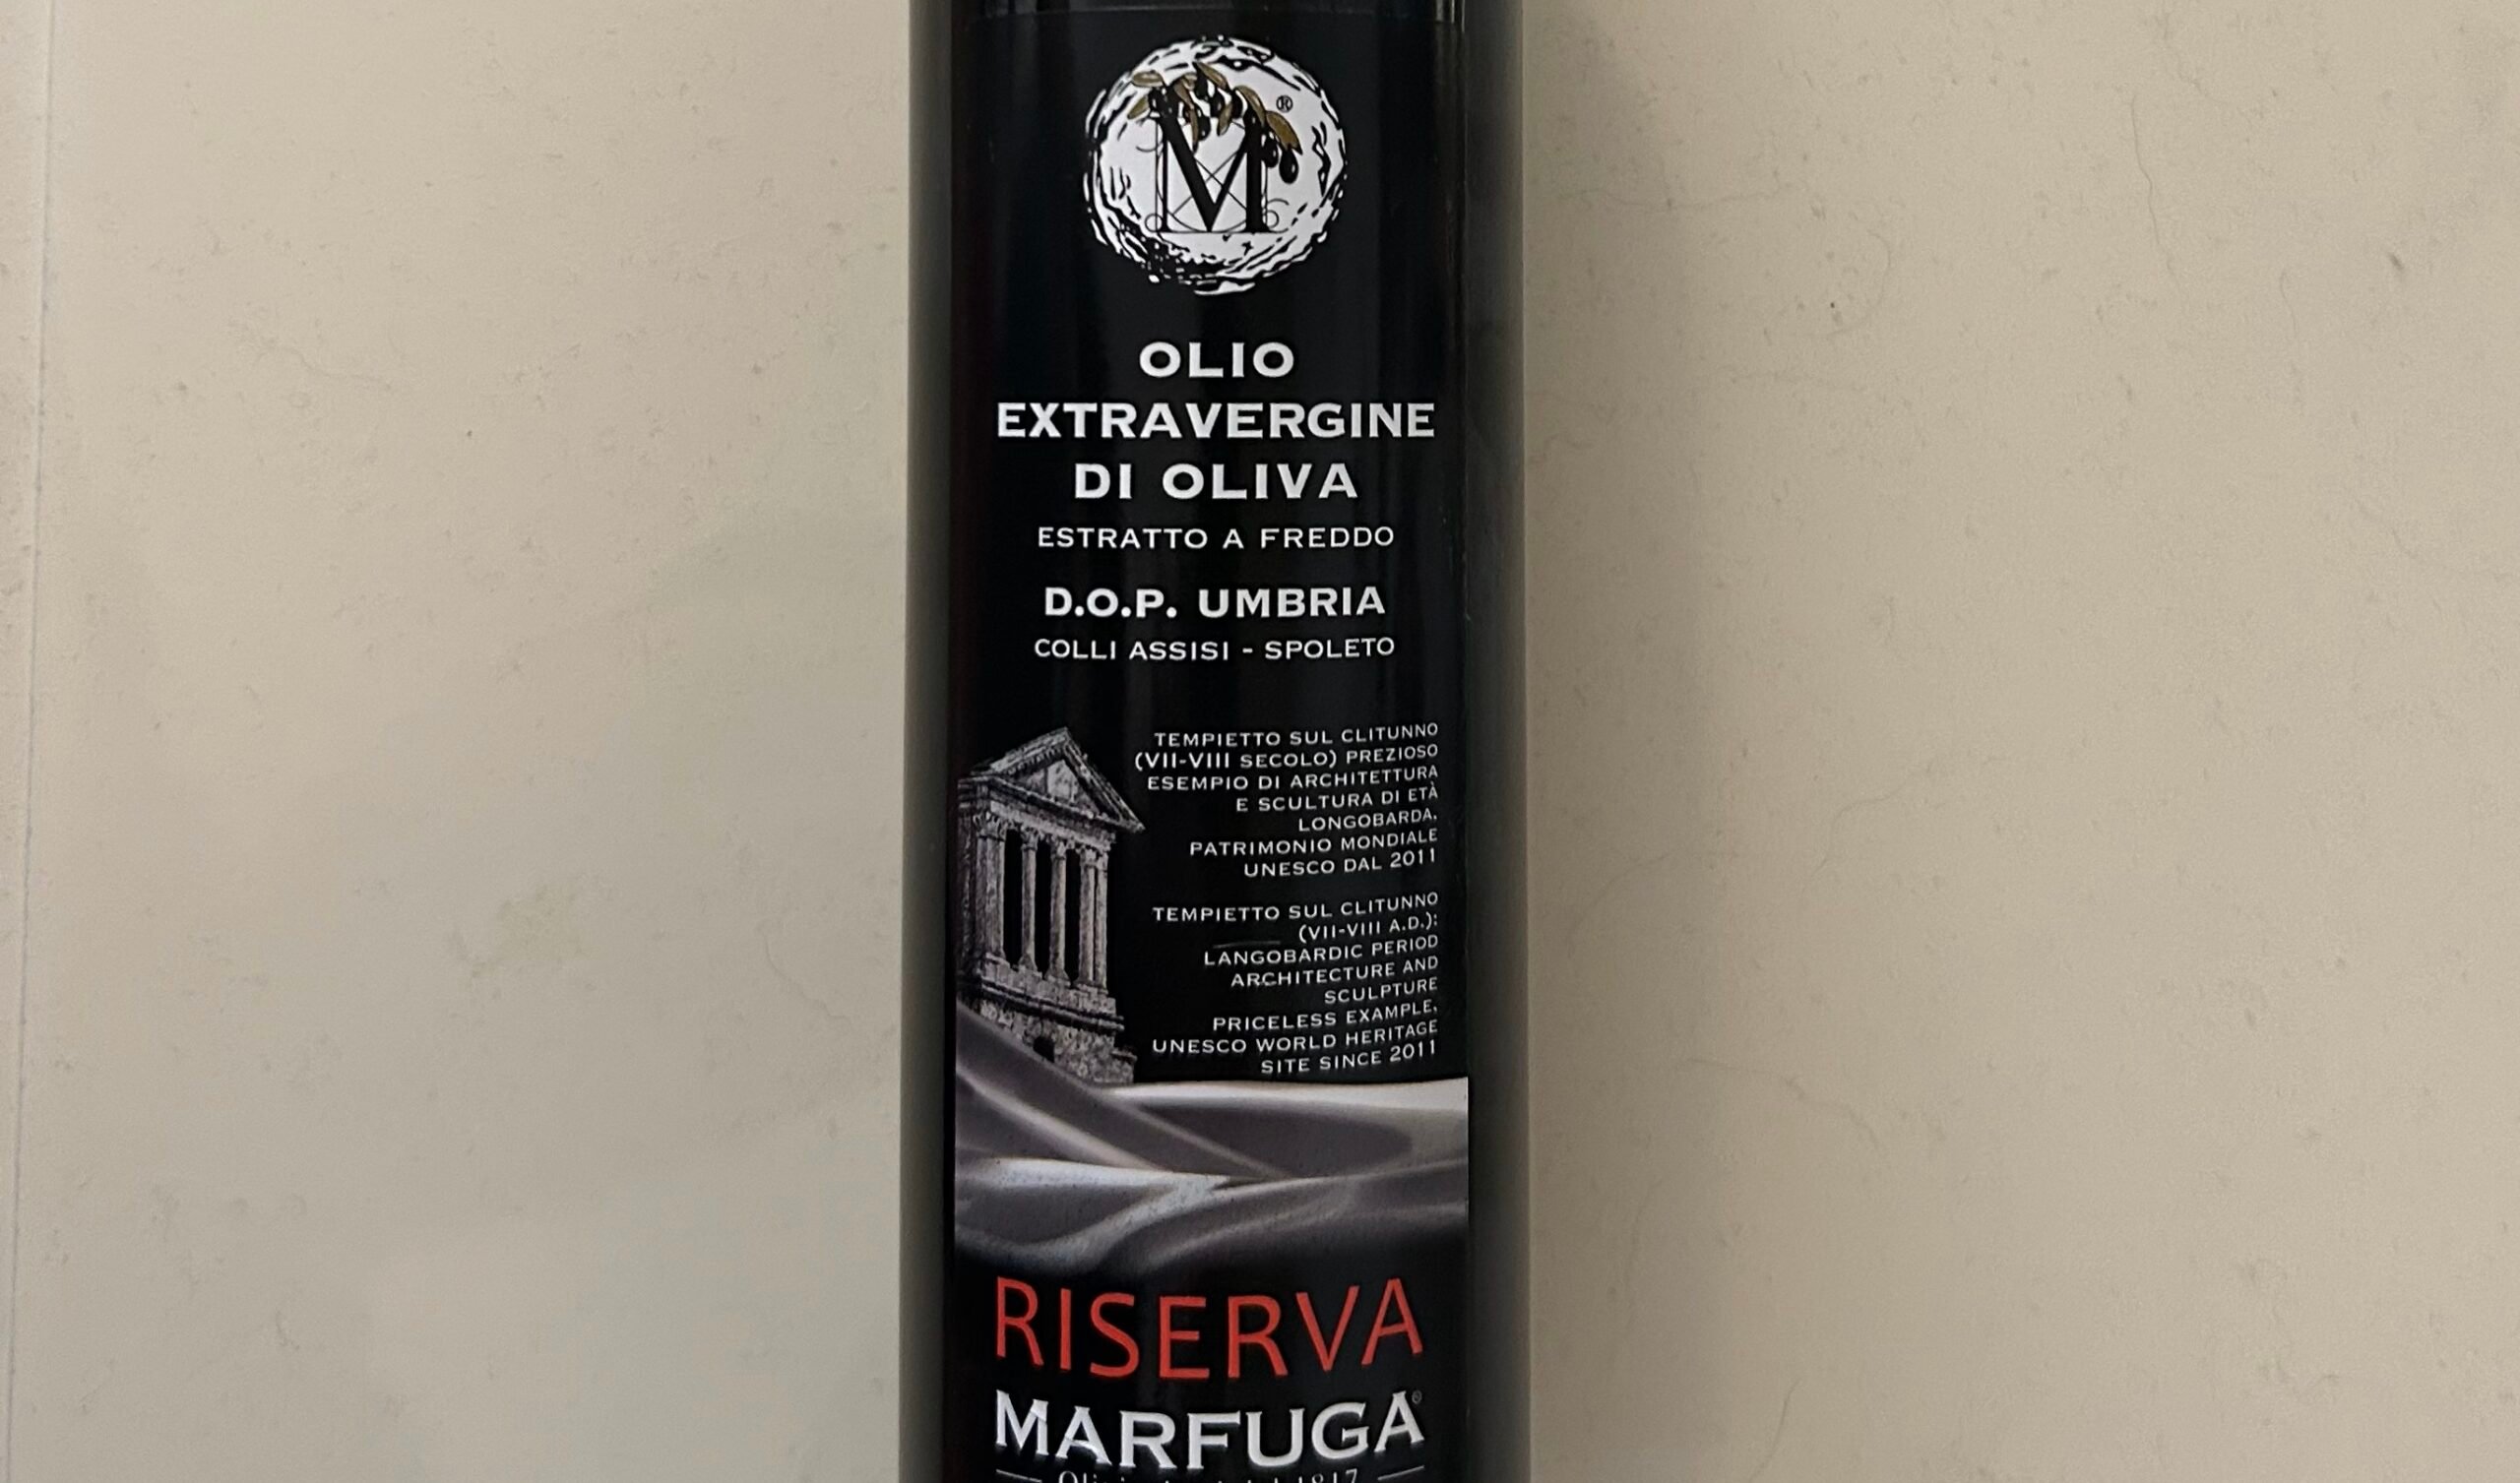 M®
OLIO
EXTRAVERGINE
DI OLIVA
ESTRATTO A FREDDO
D.O.P. UMBRIA
COLLI ASSISI - SPOLETO
TEMPIETTO SUL CLITUNNO
(VII-VIII SECOLO) PREZIOSO
ESEMPIO DI ARCHITETTURA
E SCULTURA DI ETÀ
LONGOBARDA,
PATRIMONIO MONDIALE
UNESCO DAL 2011
TEMPIETTO SUL CLITUNNO
(VII-VIII A.D.):
LANGOBARDIC PERIOD
ARCHITECTURE AND
SCULPTURE
PRICELESS EXAMPLE,
UNESCO WORLD HERITAGE
SITE SINCE 2011
RISERVA
MARFUGA®
1817